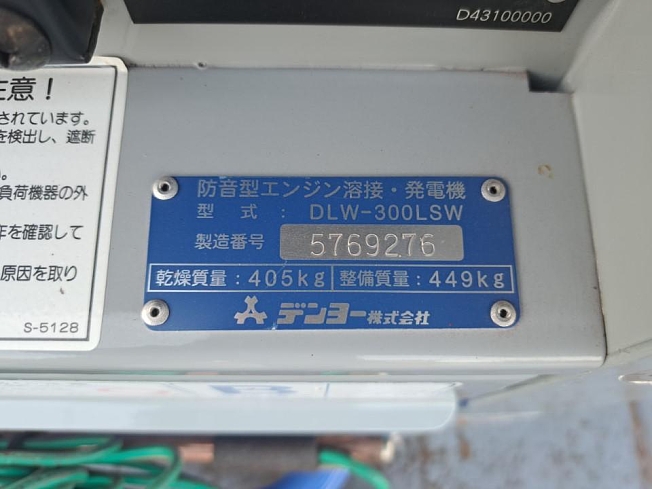 D43100000
注意！
されています。
を検出し、遮断
負荷機器の外
作を確認して
原因を取り
S-5128
防音型エンジン溶接・発電機
型式：DLW-300LSW
製造番号 5769276
乾燥質量：405kg 整備質量：449kg
デンヨー株式会社